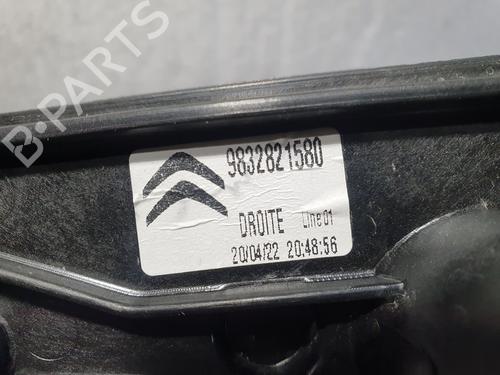 B-PARTS
9832821580
DROITE Line 01
20/04/22 20:48:56